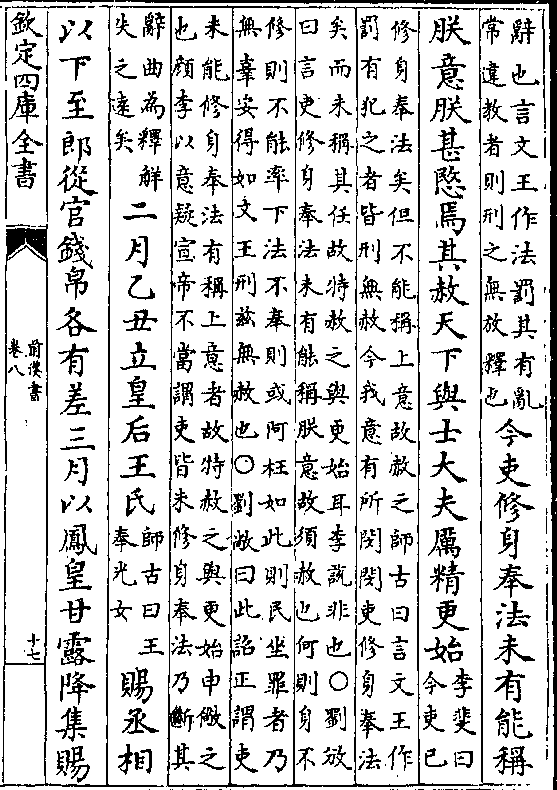 辭也言文王作法罰其有亂
常違教者則刑之無放釋也
今吏修身奉法未有能稱
朕意朕甚愍焉其赦天下與士大夫厲精更始
李斐曰
今吏已
修身奉法矣但不能稱上意故赦之師古曰言文王作
罰有犯之者皆刑無赦今我意有所閔閔吏修身奉法
矣而未稱其任故特赦之與更始耳李說非也○劉攽
曰言吏修身奉法未有能稱朕意故須赦也何則身不
修則不能率下法不奉則或阿枉如此則民坐罪者乃
無辜安得如文王刑兹無赦也○劉敞曰此詔正謂吏
未能修身奉法有稱上意者故特赦之與更始申儆之
也顧李以意疑宣帝不當謂吏皆未修身奉法乃斷其
辭曲為釋解
失之遠矣
二月乙丑立皇后王氏
師古曰王
奉光女
賜丞相
以下至郎從官錢帛各有差三月以鳳皇甘露降集賜
欽定四庫全書
前漢書
卷八
十七